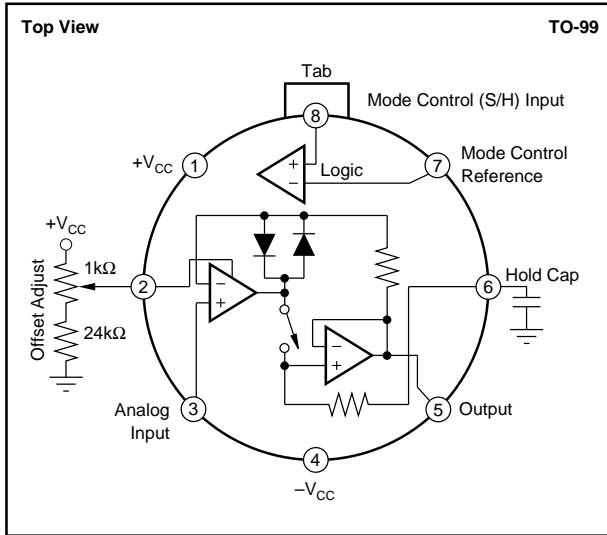 Top View
TO-99
Tab
Mode Control (S/H) Input
8
+VCC
1
+
−
Logic
7
Mode Control
Reference
+VCC
1kΩ
Offset Adjust
24kΩ
2
−
+
6
Hold Cap
−
+
3
Analog
Input
5
Output
4
–VCC